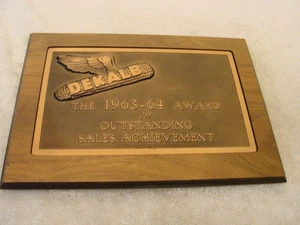 DEKALB
THE 1963-64 AWARD
for
OUTSTANDING
SALES ACHIEVEMENT